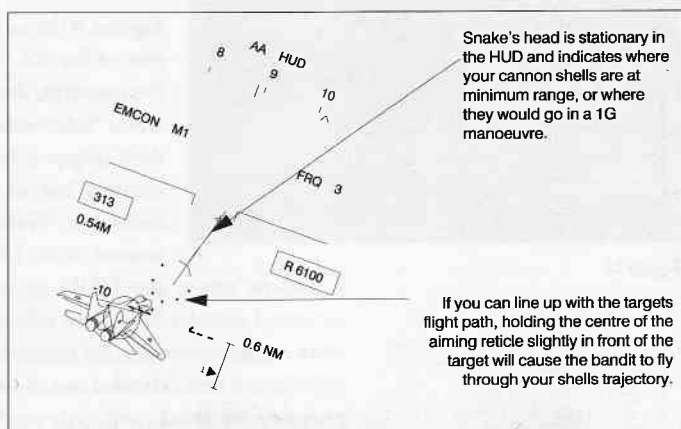 8 AA HUD
9
10
EMCON M1
FRQ 3
313
0.54M
R 6100
-10
0.6 NM
1
Snake's head is stationary in
the HUD and indicates where
your cannon shells are at
minimum range, or where
they would go in a 1G
manoeuvre.
If you can line up with the targets
flight path, holding the centre of the
aiming reticle slightly in front of the
target will cause the bandit to fly
through your shells trajectory.